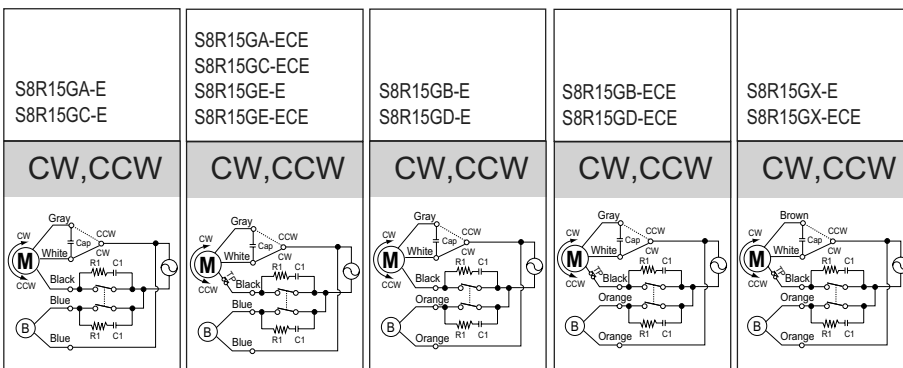 S8R15GA-E
S8R15GC-E
S8R15GA-ECE
S8R15GC-ECE
S8R15GE-E
S8R15GE-ECE
S8R15GB-E
S8R15GD-E
S8R15GB-ECE
S8R15GD-ECE
S8R15GX-E
S8R15GX-ECE
CW,CCW
CW,CCW
CW,CCW
CW,CCW
CW,CCW
Gray
CW
CCW
Cap
White
CW
M
R1
C1
CCW
Black
Blue
B
R1
C1
Blue
Gray
CW
CCW
Cap
White
CW
M
TP
R1
C1
CCW
Black
Blue
B
R1
C1
Blue
Gray
CW
CCW
Cap
White
CW
M
R1
C1
CCW
Black
Orange
B
R1
C1
Orange
Gray
CW
CCW
Cap
White
CW
M
TP
R1
C1
CCW
Black
Orange
B
R1
C1
Orange
Brown
CW
CCW
Cap
White
CW
M
TP
R1
C1
CCW
Black
Orange
B
R1
C1
Orange